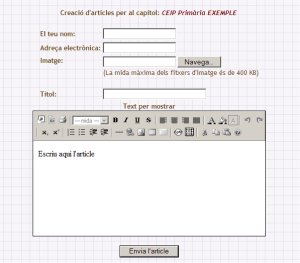 Creació d'articles per al capítol: CEIP Primària EXEMPLE
El teu nom:
Adreça electrònica:
Imatge: Navega...
(La mida màxima dels fitxers d'imatge és de 400 KB)
Títol:
Text per mostrar
mida
B I U S
Escriu aquí l'article
Envia l'article